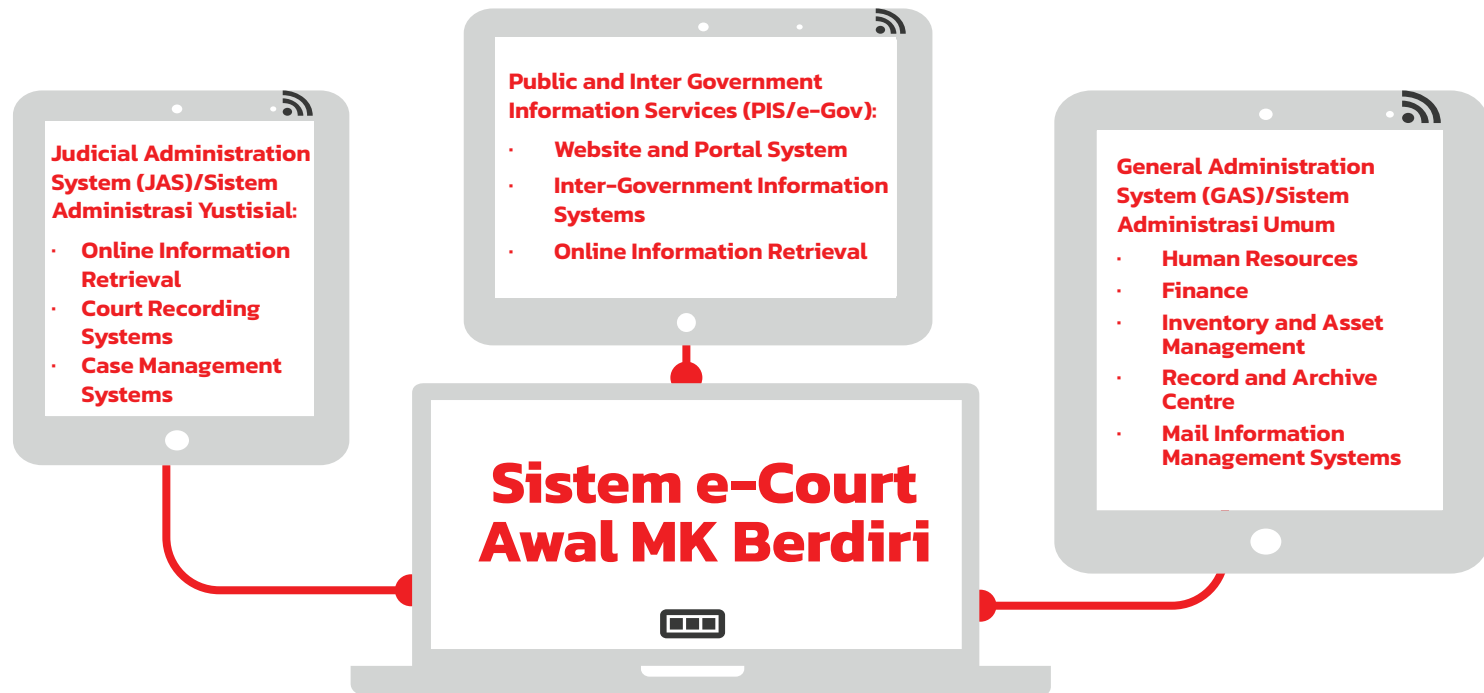 Judicial Administration
System (JAS)/Sistem
Administrasi Yustisial:
· Online Information
Retrieval
· Court Recording
Systems
· Case Management
Systems
Public and Inter Government
Information Services (PIS/e-Gov):
· Website and Portal System
· Inter-Government Information
Systems
· Online Information Retrieval
General Administration
System (GAS)/Sistem
Administrasi Umum
· Human Resources
· Finance
· Inventory and Asset
Management
· Record and Archive
Centre
· Mail Information
Management Systems
Sistem e-Court
Awal MK Berdiri